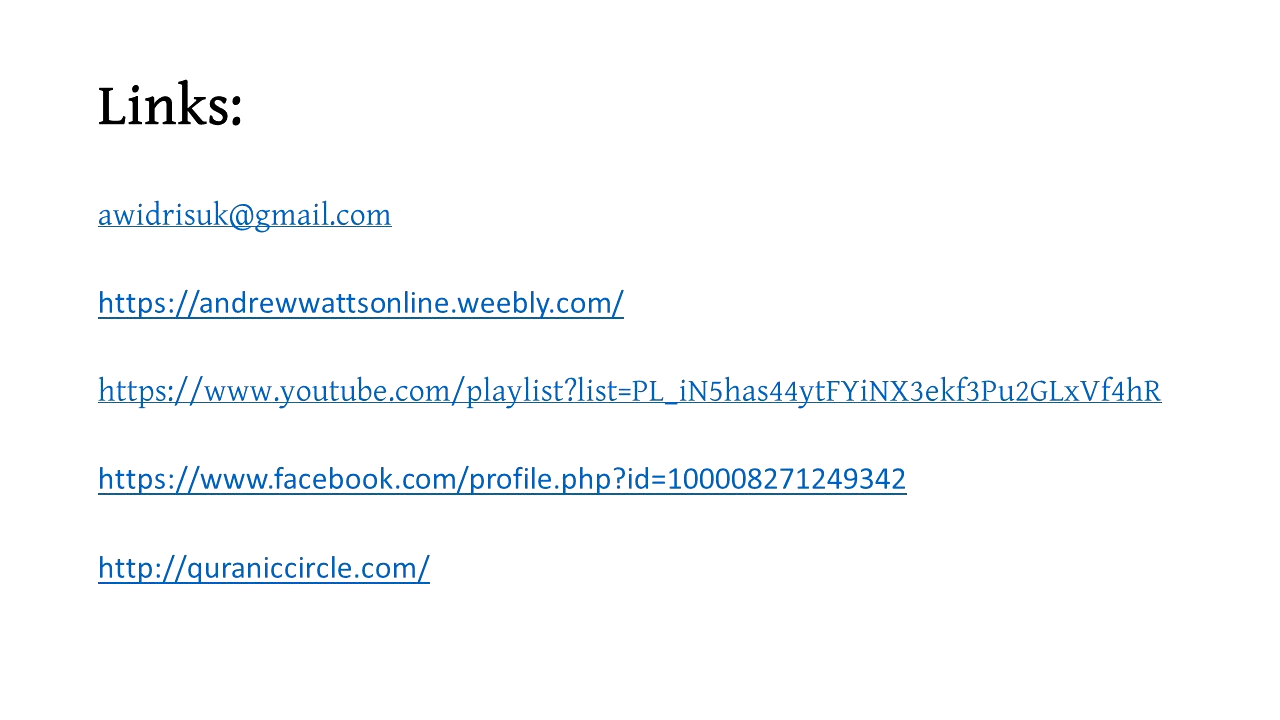 Links:
awidrisuk@gmail.com
https://andrewwattsonline.weebly.com/
https://www.youtube.com/playlist?list=PL_iN5has44ytFYiNX3ekf3Pu2GLxVf4hR
https://www.facebook.com/profile.php?id=100008271249342
http://quraniccircle.com/